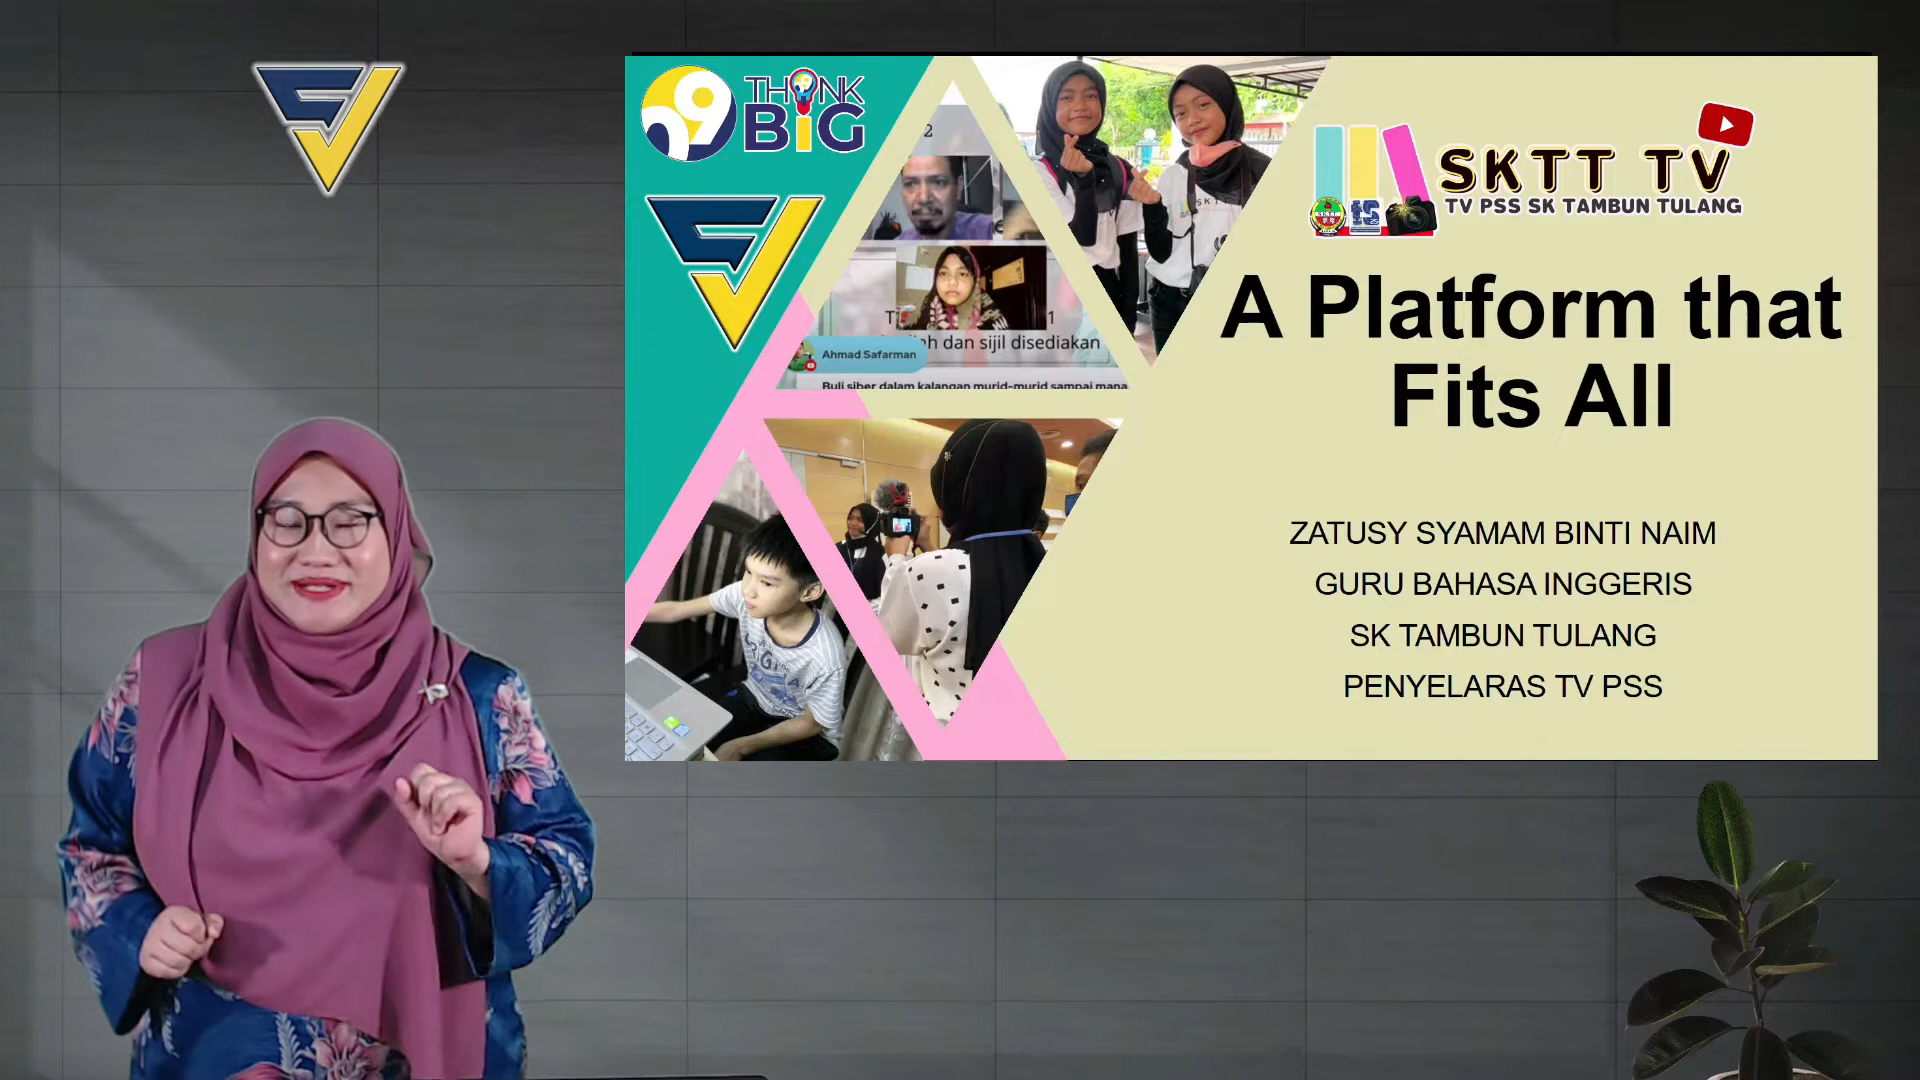 THINK
BiG
2
SKTT TV
TV PSS SK TAMBUN TULANG
A Platform that
Fits All
1
ah dan sijil disediakan
Ahmad Safarman
Buli siber dalam kalangan murid-murid sampai mana
ZATUSY SYAMAM BINTI NAIM
GURU BAHASA INGGERIS
SK TAMBUN TULANG
PENYELARAS TV PSS